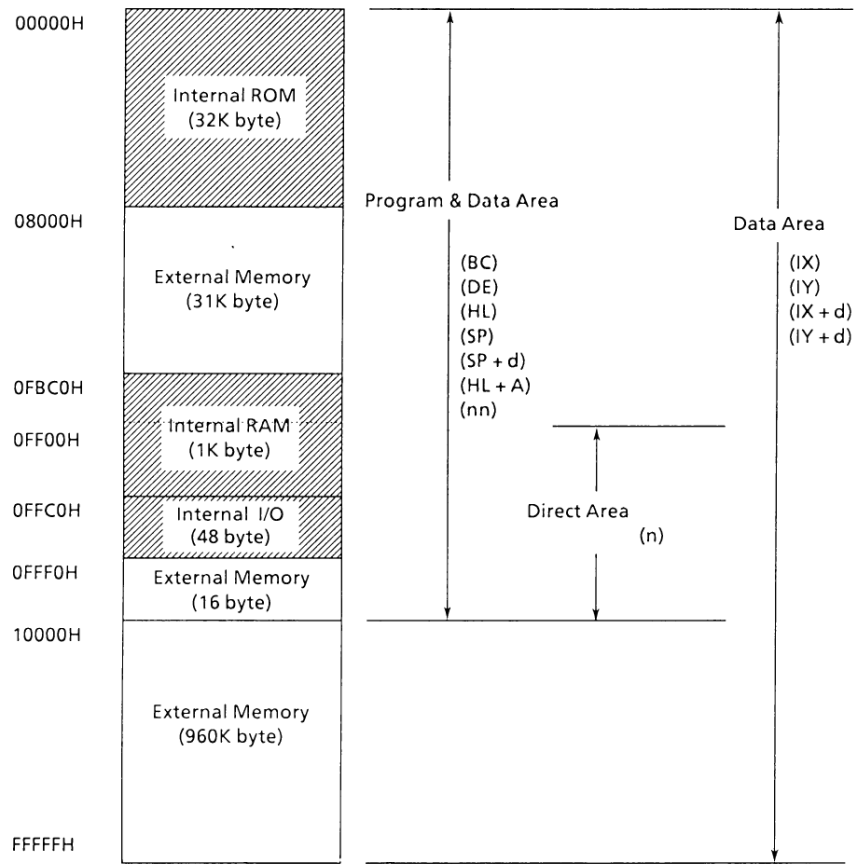 00000H
Internal ROM
(32K byte)
Program & Data Area
08000H
Data Area
External Memory
(31K byte)
(BC)
(DE)
(HL)
(SP)
(SP + d)
(HL + A)
(nn)
(IX)
(IY)
(IX + d)
(IY + d)
0FBC0H
Internal RAM
(1K byte)
0FF00H
0FFC0H
Internal I/O
(48 byte)
Direct Area
(n)
0FFF0H
External Memory
(16 byte)
10000H
External Memory
(960K byte)
FFFFFH